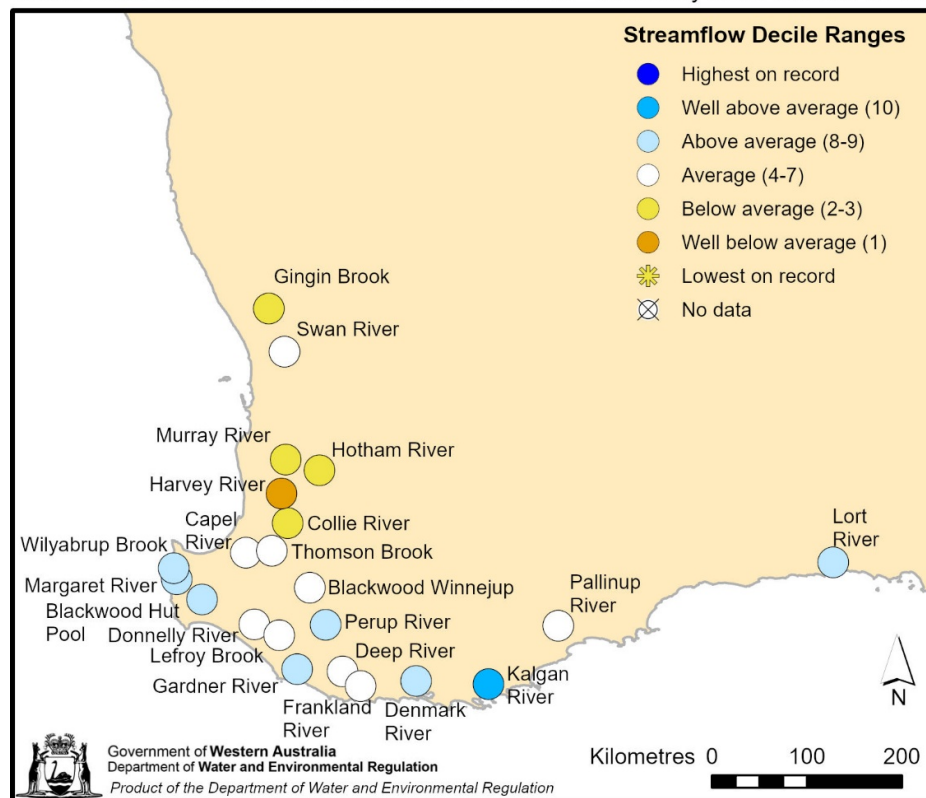 Streamflow Decile Ranges
Highest on record
Well above average (10)
Above average (8-9)
Average (4-7)
Below average (2-3)
Well below average (1)
Lowest on record
No data
Gingin Brook
Swan River
Murray River
Hotham River
Harvey River
Capel
River
Collie River
Thomson Brook
Lort
River
Wilyabrup Brook
Margaret River
Blackwood Winnejup
Pallinup
River
Blackwood Hut
Pool
Donnelly River
Perup River
Lefroy Brook
Deep River
Gardner River
Kalgan
River
Frankland
River
Denmark
River
N
Government of Western Australia
Department of Water and Environmental Regulation
Product of the Department of Water and Environmental Regulation
Kilometres 0 100 200